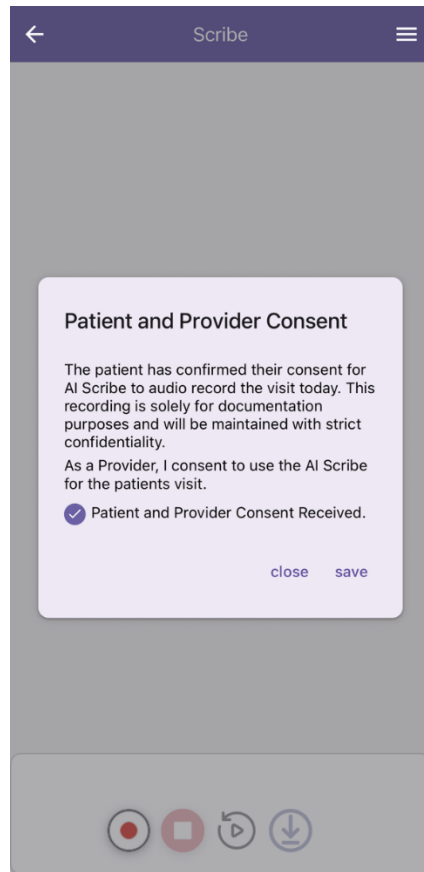 Scribe
Patient and Provider Consent
The patient has confirmed their consent for
AI Scribe to audio record the visit today. This
recording is solely for documentation
purposes and will be maintained with strict
confidentiality.
As a Provider, I consent to use the AI Scribe
for the patients visit.
Patient and Provider Consent Received.
close save